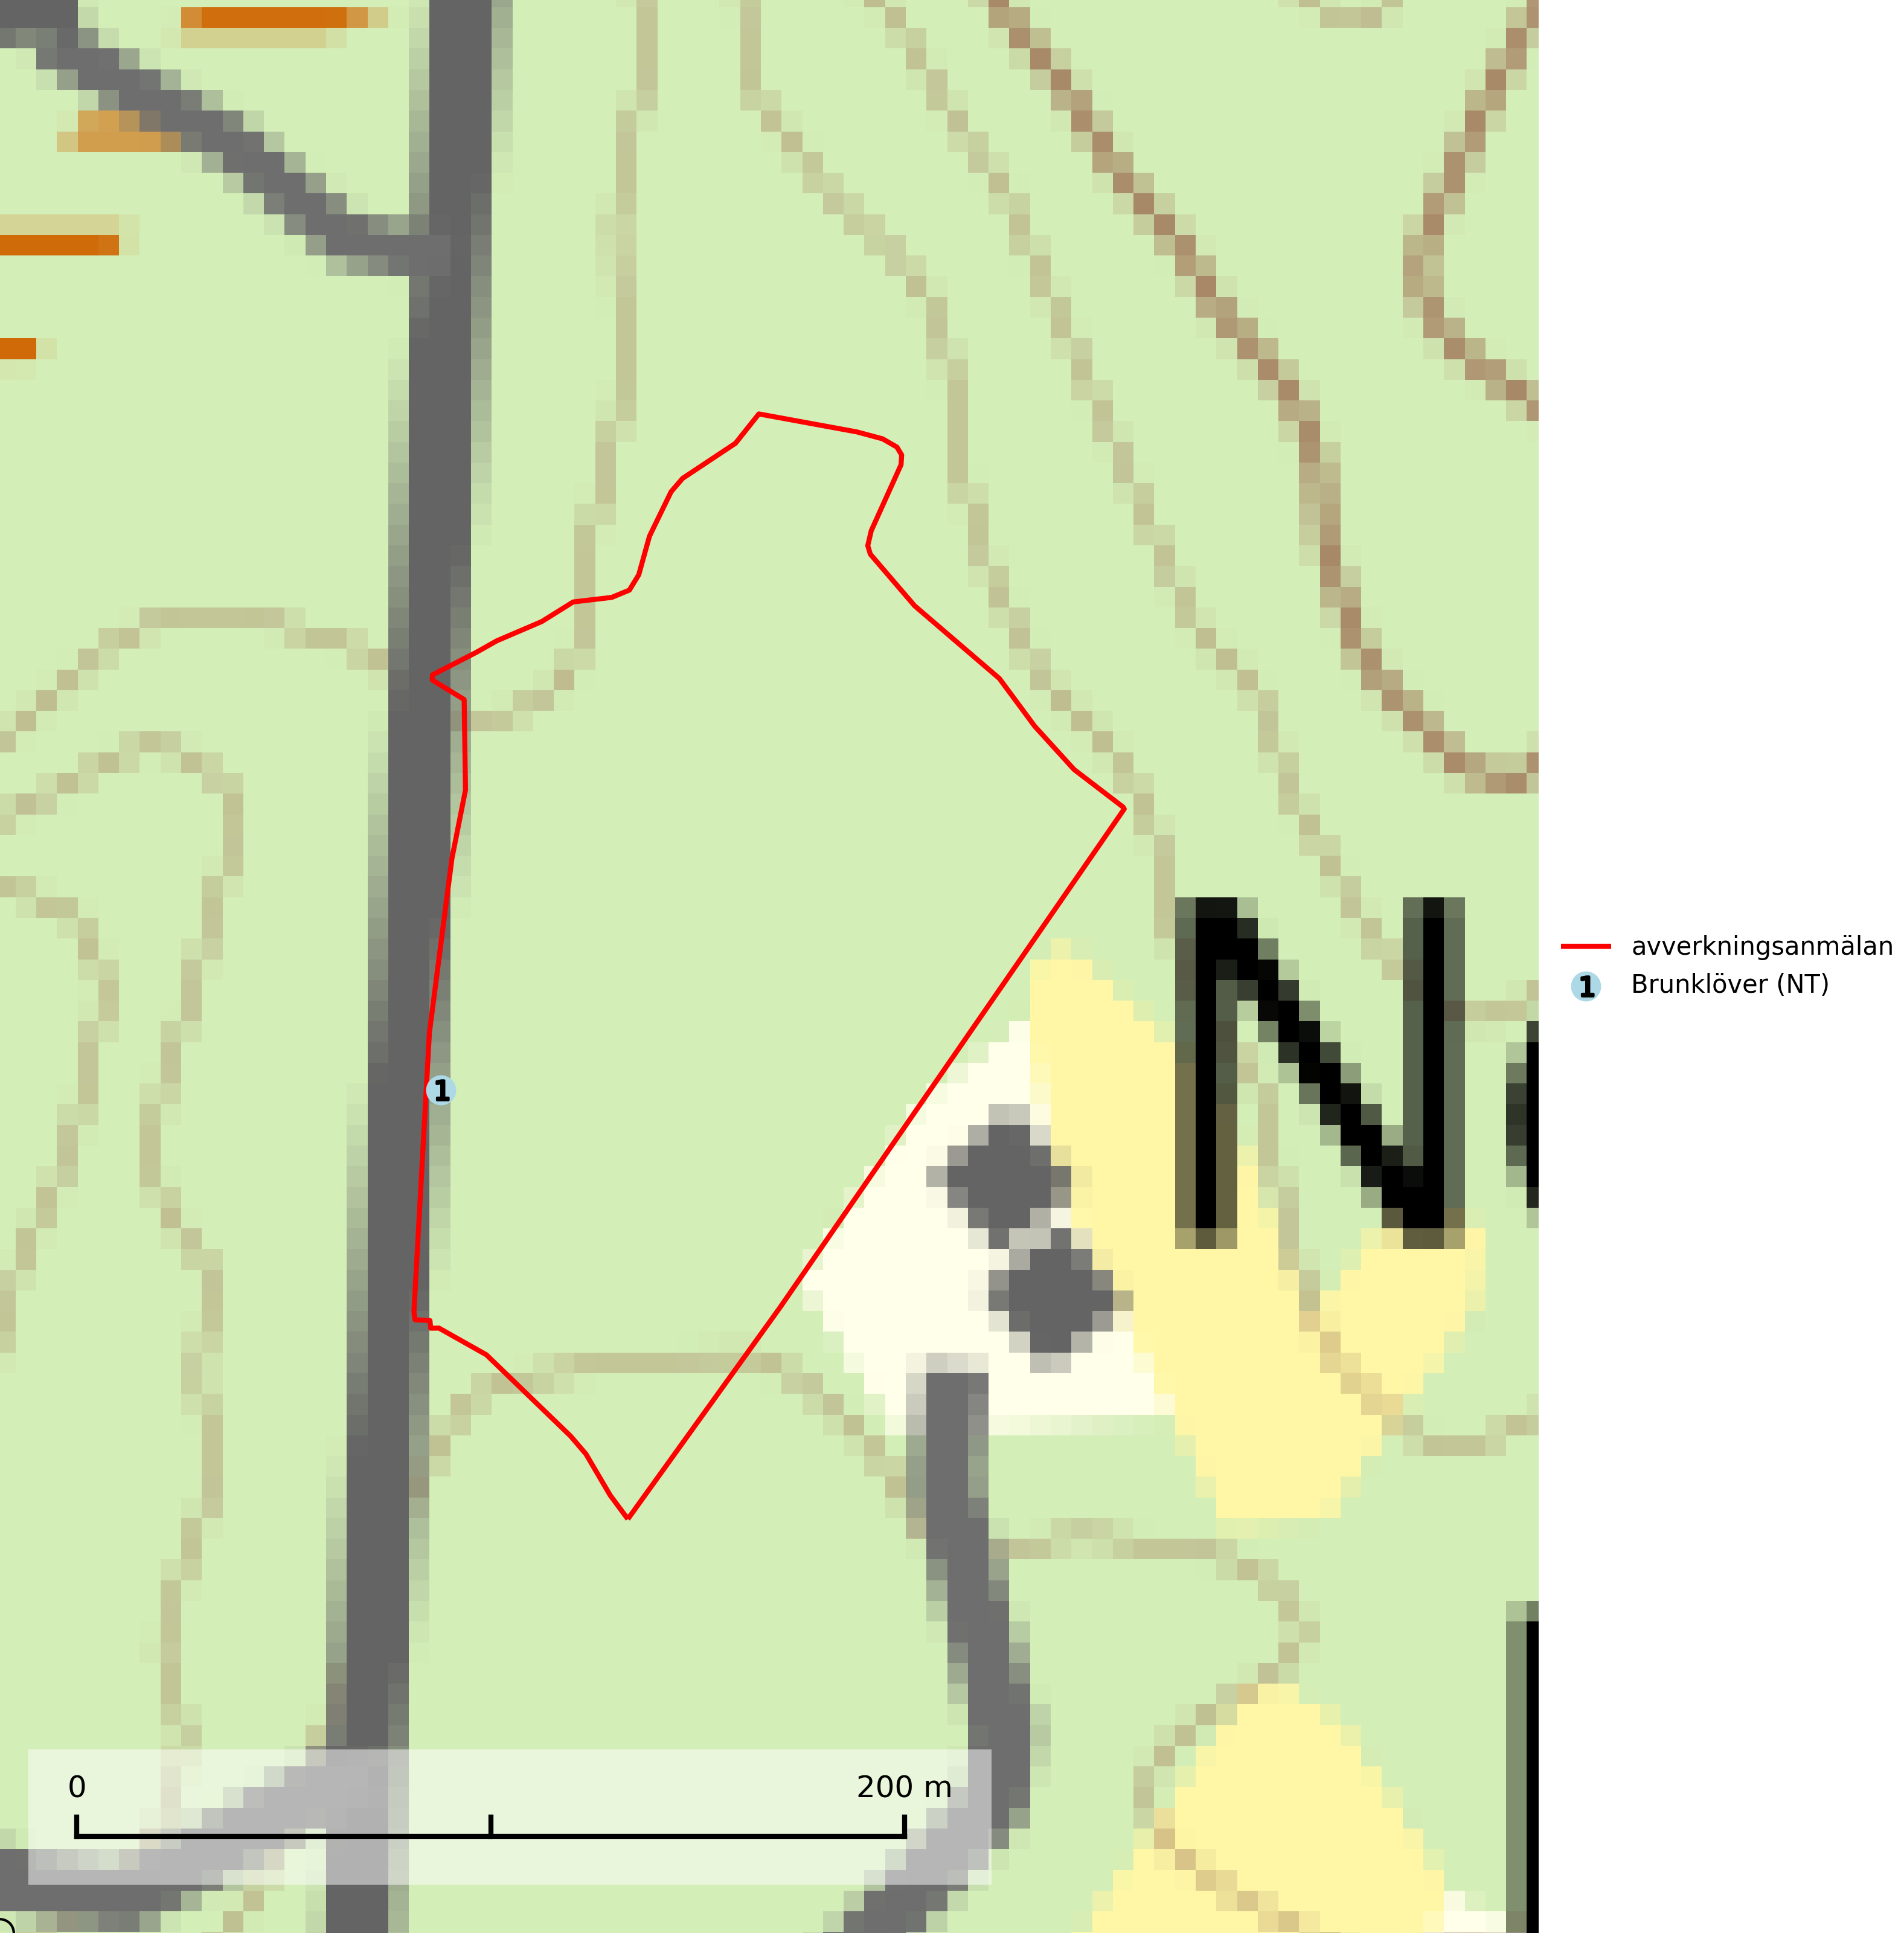 N
avverkningsanmälan
1 Brunklöver (NT)
1
0 200 m